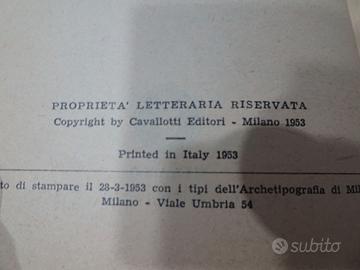 PROPRIETA' LETTERARIA RISERVATA
Copyright by Cavallotti Editori - Milano 1953
Printed in Italy 1953
to di stampare il 28-3-1953 con i tipi dell'Archetipografia di Mil
Milano - Viale Umbria 54
subito